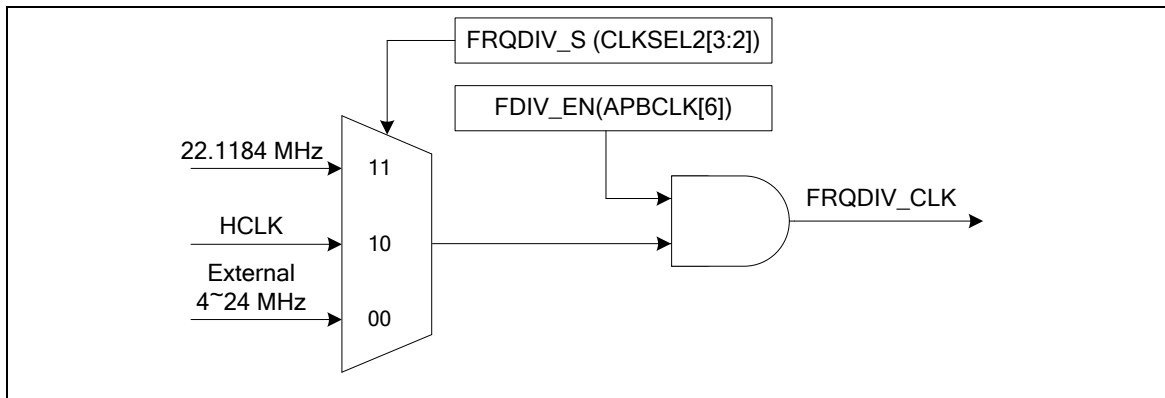 FRQDIV_S (CLKSEL2[3:2])
FDIV_EN(APBCLK[6])
22.1184 MHz
11
FRQDIV_CLK
HCLK
10
External
4~24 MHz
00